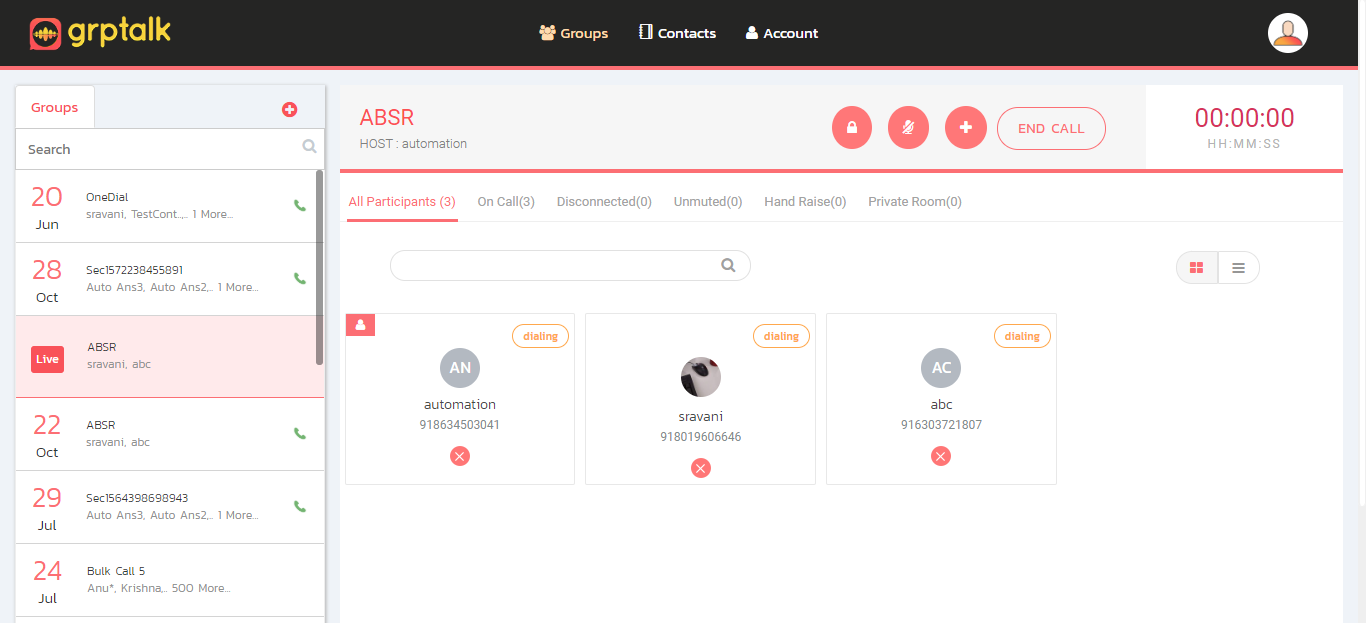 grptalk
Groups Contacts Account
Groups
Search
20 Jun
OneDial
sravani, TestCont..,.. 1 More...
28 Oct
Sec1572238455891
Auto Ans3, Auto Ans2,.. 1 More...
Live
ABSR
sravani, abc
22 Oct
ABSR
sravani, abc
29 Jul
Sec1564398698943
Auto Ans3, Auto Ans2,.. 1 More...
24 Jul
Bulk Call 5
Anu*, Krishna,.. 500 More...
ABSR
HOST : automation
END CALL
00:00:00
HH:MM:SS
All Participants (3) On Call(3) Disconnected(0) Unmuted(0) Hand Raise(0) Private Room(0)
dialing
AN
automation
918634503041
dialing
sravani
918019606646
dialing
AC
abc
916303721807